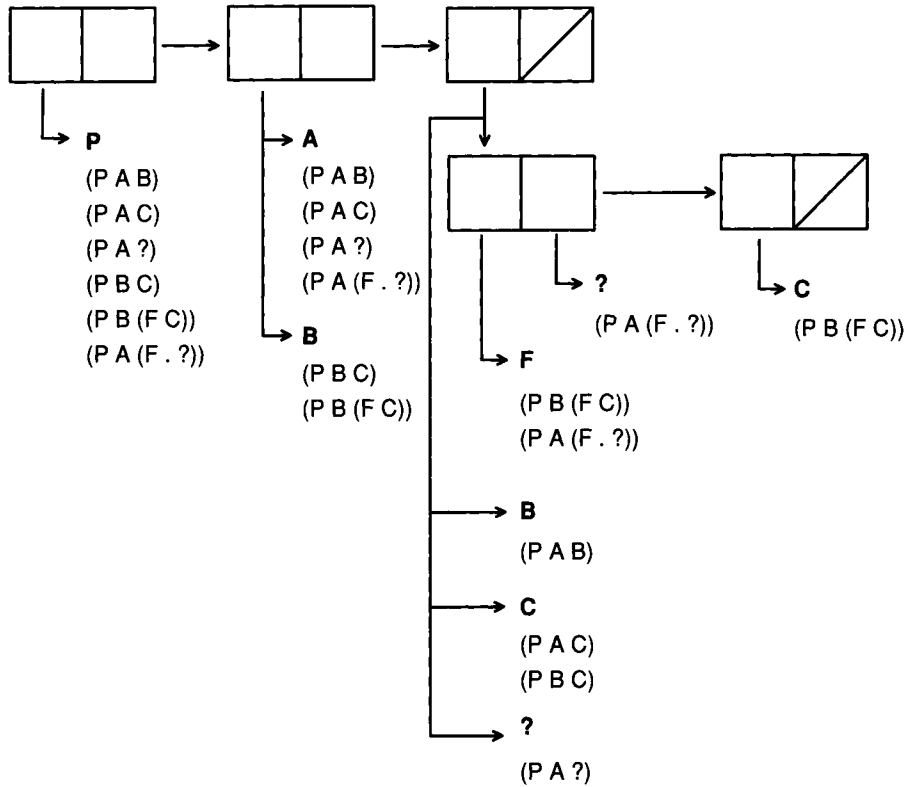 P
(P A B)
(P A C)
(P A ?)
(P B C)
(P B (F C))
(P A (F . ?))
A
(P A B)
(P A C)
(P A ?)
(P A (F . ?))
B
(P B C)
(P B (F C))
?
(P A (F . ?))
C
(P B (F C))
F
(P B (F C))
(P A (F . ?))
B
(P A B)
C
(P A C)
(P B C)
?
(P A ?)